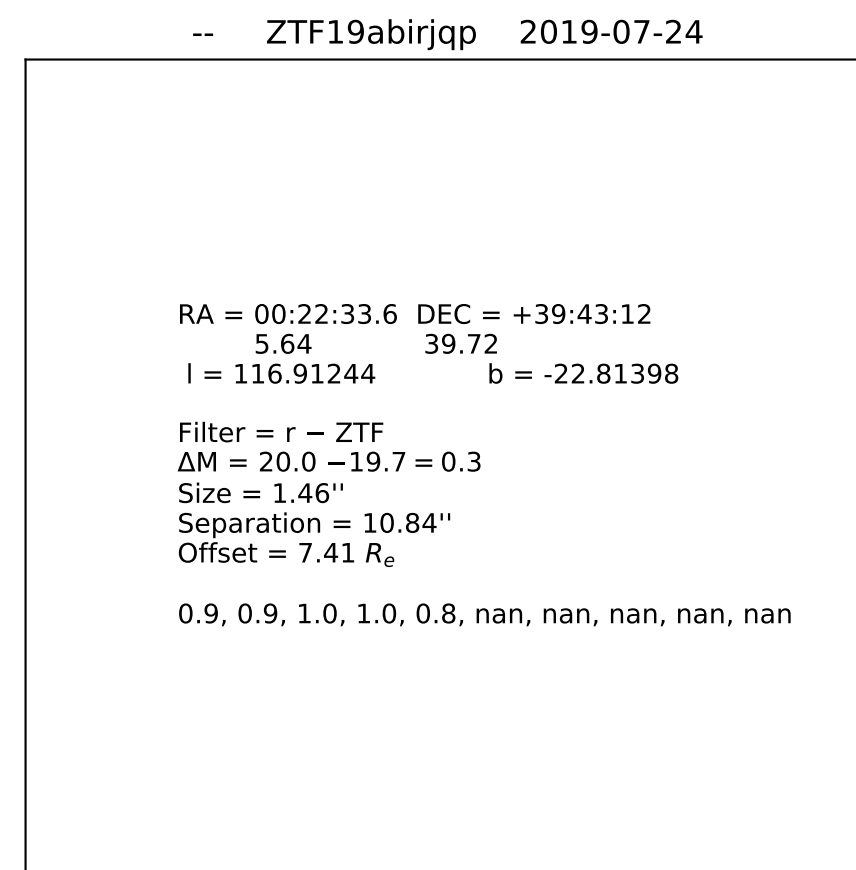 -- ZTF19abirjqp 2019-07-24
RA = 00:22:33.6 DEC = +39:43:12
5.64 39.72
l = 116.91244 b = -22.81398
Filter = r − ZTF
ΔM = 20.0 −19.7 = 0.3
Size = 1.46''
Separation = 10.84''
Offset = 7.41 Rₑ
0.9, 0.9, 1.0, 1.0, 0.8, nan, nan, nan, nan, nan